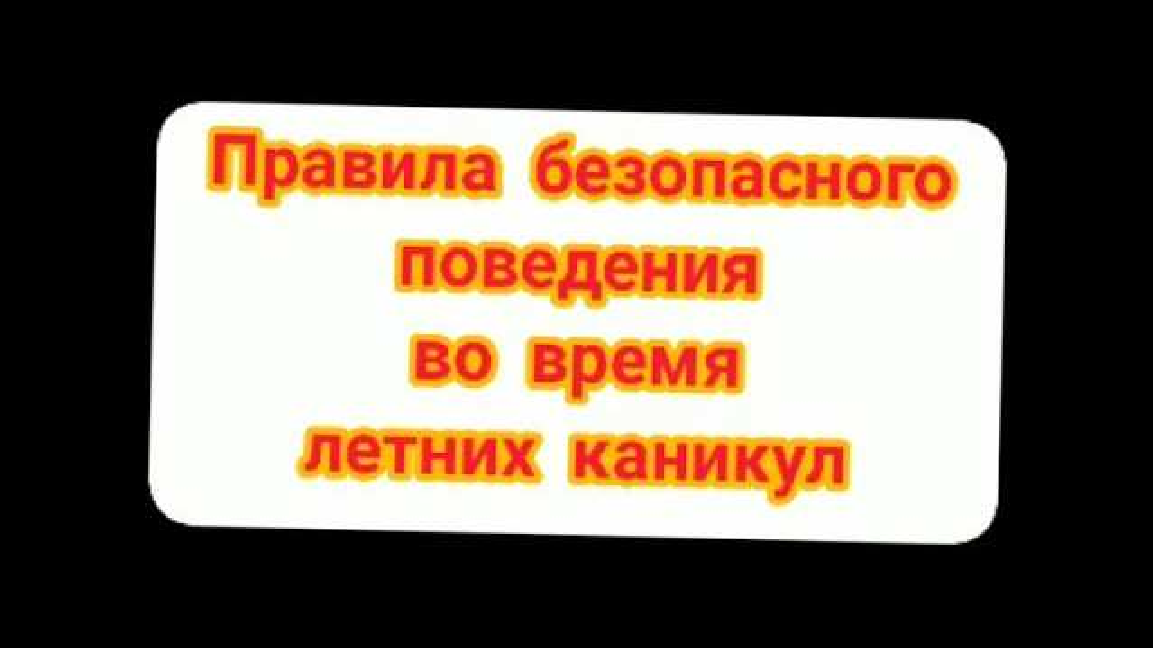 Правила безопасного
поведения
во время
летних каникул